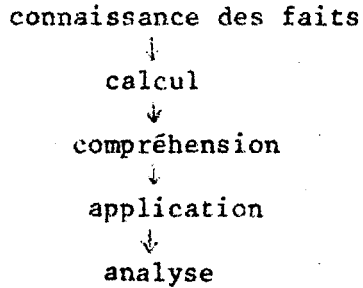 connaissance des faits
↓
calcul
↓
compréhension
↓
application
↓
analyse